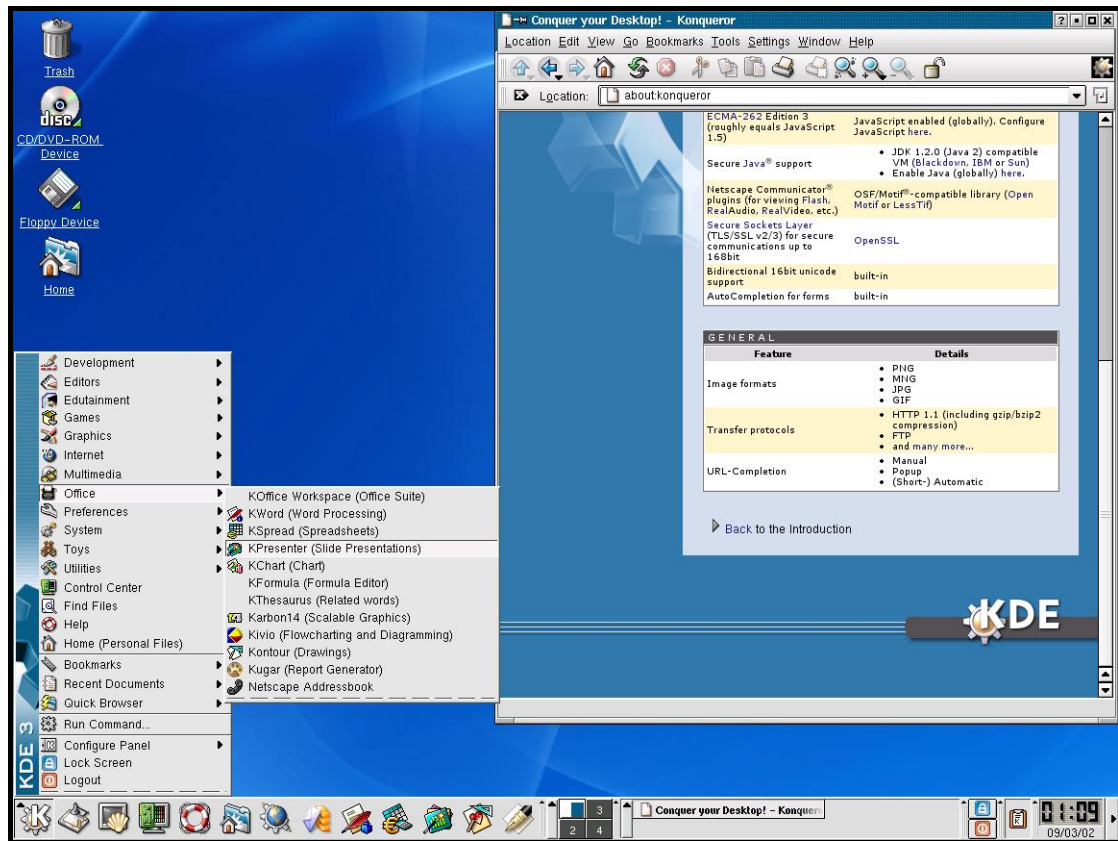 Trash
disc
CD/DVD-ROM
Device
Floppy Device
Home
Conquer your Desktop! - Konqueror
Location Edit View Go Bookmarks Tools Settings Window Help
Location: about:konqueror
ECMA-262 Edition 3
(roughly equals JavaScript
1.5)
JavaScript enabled (globally). Configure
JavaScript here.
Secure Java® support
• JDK 1.2.0 (Java 2) compatible
VM (Blackdown, IBM or Sun)
• Enable Java (globally) here.
Netscape Communicator®
plugins (for viewing Flash,
RealAudio, RealVideo, etc.)
OSF/Motif®-compatible library (Open
Motif or LessTif)
Secure Sockets Layer
(TLS/SSL v2/3) for secure
communications up to
168bit
OpenSSL
Bidirectional 16bit unicode
support
built-in
AutoCompletion for forms
built-in
GENERAL
Feature Details
Image formats
• PNG
• MNG
• JPG
• GIF
Transfer protocols
• HTTP 1.1 (including gzip/bzip2
compression)
• FTP
• and many more...
URL-Completion
• Manual
• Popup
• (Short-) Automatic
Back to the Introduction
KDE
Development
Editors
Edutainment
Games
Graphics
Internet
Multimedia
Office
Preferences
System
Toys
Utilities
Control Center
Find Files
Help
Home (Personal Files)
Bookmarks
Recent Documents
Quick Browser
Run Command...
Configure Panel
Lock Screen
Logout
KDE 3
KOffice Workspace (Office Suite)
KWord (Word Processing)
KSpread (Spreadsheets)
KPresenter (Slide Presentations)
KChart (Chart)
KFormula (Formula Editor)
KThesaurus (Related words)
Karbon14 (Scalable Graphics)
Kivio (Flowcharting and Diagramming)
Kontour (Drawings)
Kugar (Report Generator)
Netscape Addressbook
3
2 4
Conquer your Desktop! - Konquer
01:09
09/03/02